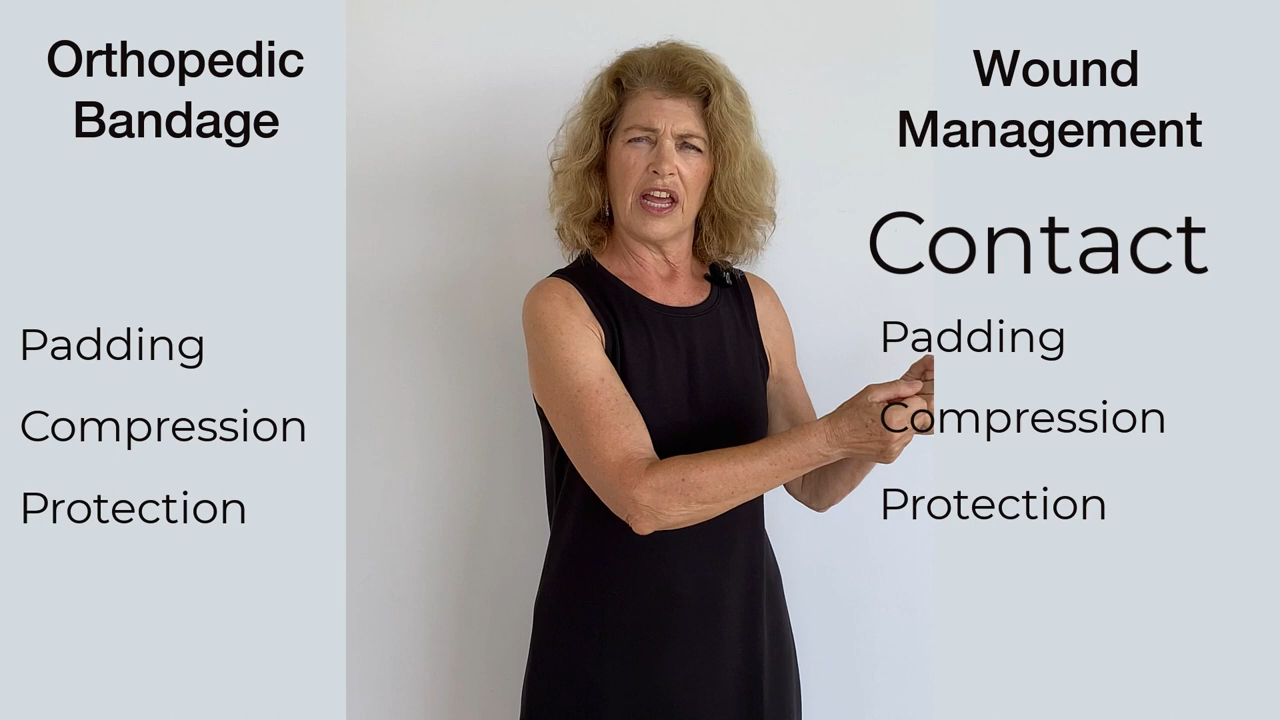 Orthopedic
Bandage
Padding
Compression
Protection
Wound
Management
Contact
Padding
Compression
Protection